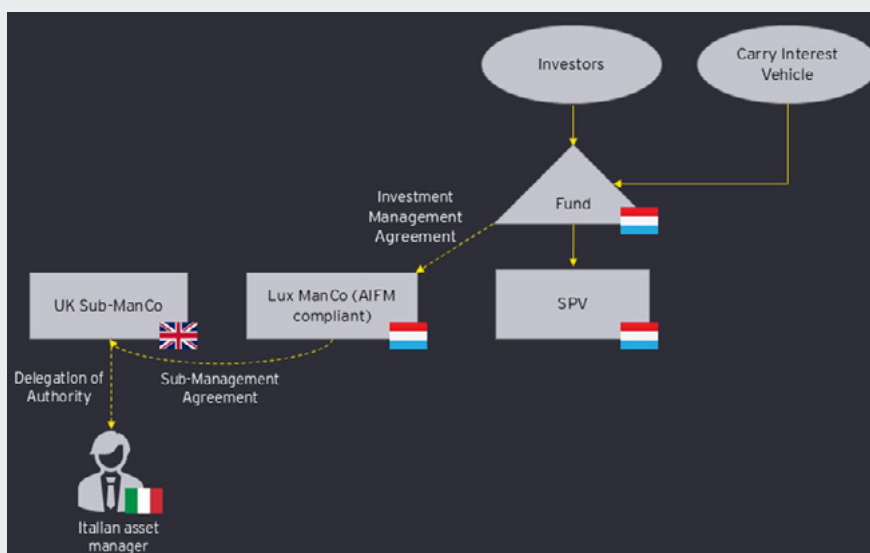 Investors
Carry Interest
Vehicle
Investment
Management
Agreement
Fund
UK Sub-ManCo
Lux ManCo (AIFM
compliant)
SPV
Delegation of
Authority
Sub-Management
Agreement
Italian asset
manager